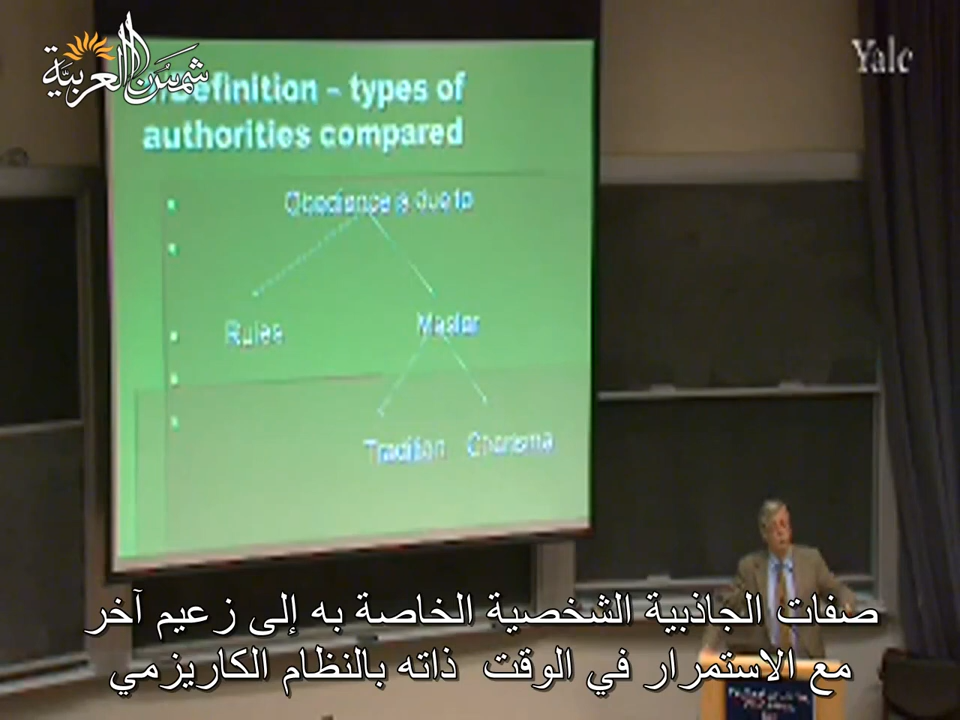 شمس العربية
Yale
Definition – types of
authorities compared
Obedience is due to
Rules
Master
Tradition Charisma
صفات الجاذبية الشخصية الخاصة به إلى زعيم آخر
مع الاستمرار في الوقت ذاته بالنظام الكاريزمي